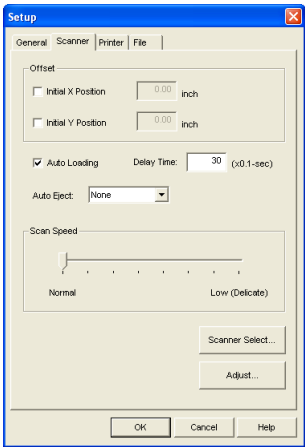 Setup
General Scanner Printer File
Offset
Initial X Position 0.00 inch
Initial Y Position 0.00 inch
Auto Loading Delay Time: 30 (x0.1-sec)
Auto Eject: None
Scan Speed
Normal Low (Delicate)
Scanner Select...
Adjust...
OK Cancel Help